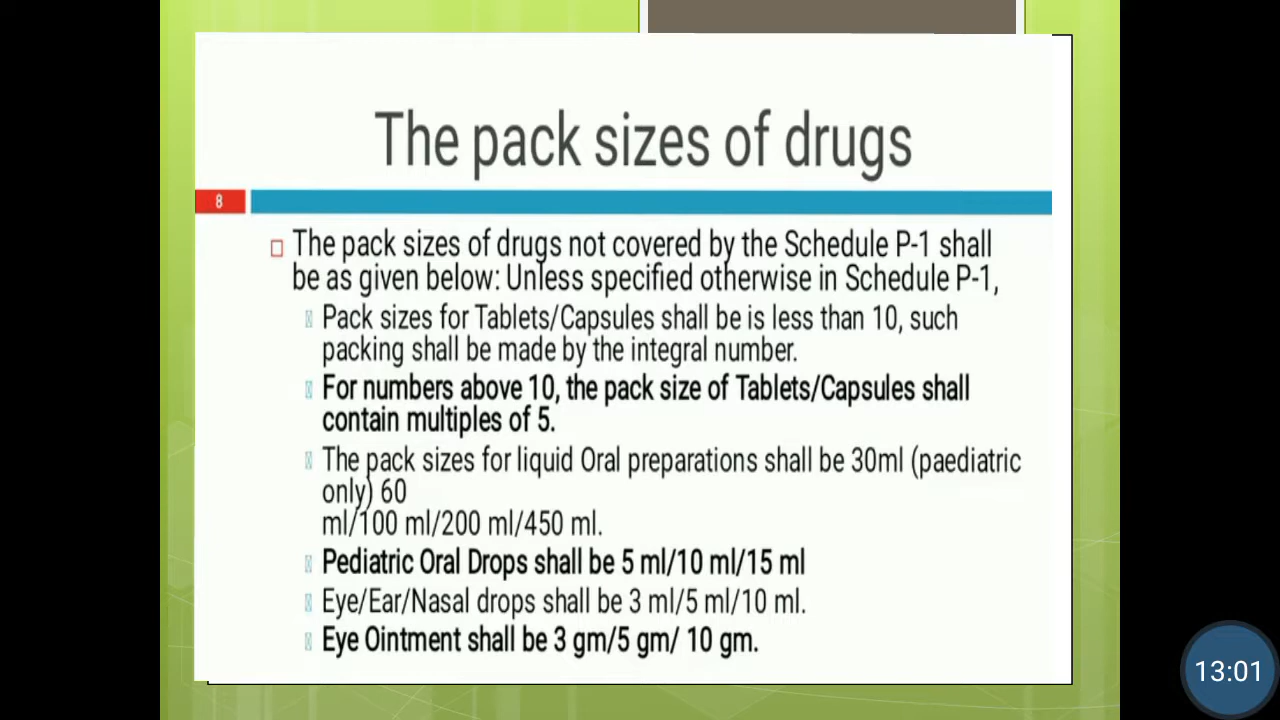 The pack sizes of drugs
8
The pack sizes of drugs not covered by the Schedule P-1 shall
be as given below: Unless specified otherwise in Schedule P-1,
Pack sizes for Tablets/Capsules shall be is less than 10, such
packing shall be made by the integral number.
For numbers above 10, the pack size of Tablets/Capsules shall
contain multiples of 5.
The pack sizes for liquid Oral preparations shall be 30ml (paediatric
only) 60
ml/100 ml/200 ml/450 ml.
Pediatric Oral Drops shall be 5 ml/10 ml/15 ml
Eye/Ear/Nasal drops shall be 3 ml/5 ml/10 ml.
Eye Ointment shall be 3 gm/5 gm/ 10 gm.
13:01